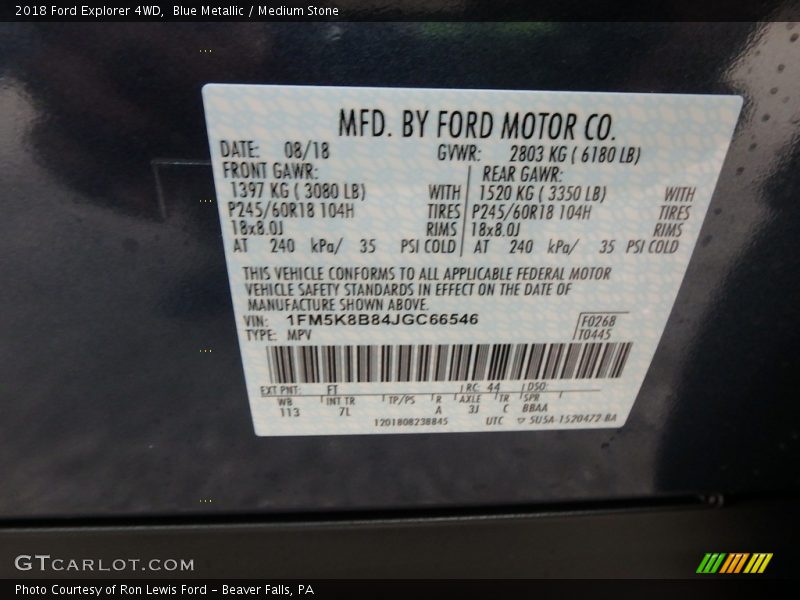 2018 Ford Explorer 4WD,  Blue Metallic / Medium Stone
MFD. BY FORD MOTOR CO.
DATE: 08/18 GVWR: 2803 KG ( 6180 LB)
FRONT GAWR: REAR GAWR:
1397 KG ( 3080 LB) WITH 1520 KG ( 3350 LB) WITH
P245/60R18 104H TIRES P245/60R18 104H TIRES
18x8.0J RIMS 18x8.0J RIMS
AT 240 kPa/ 35 PSI COLD AT 240 kPa/ 35 PSI COLD
THIS VEHICLE CONFORMS TO ALL APPLICABLE FEDERAL MOTOR
VEHICLE SAFETY STANDARDS IN EFFECT ON THE DATE OF
MANUFACTURE SHOWN ABOVE.
VIN: 1FM5K8B84JGC66546 F0268
TYPE: MPV T0445
EXT PNT: FT RC: 44 DSO:
WB INT TR TP/PS R AXLE TR SPR
113 7L A 3J C BBAA
1201808238845 UTC ▽ 5U5A-1520472-BA
GTCARLOT.COM
Photo Courtesy of Ron Lewis Ford - Beaver Falls, PA